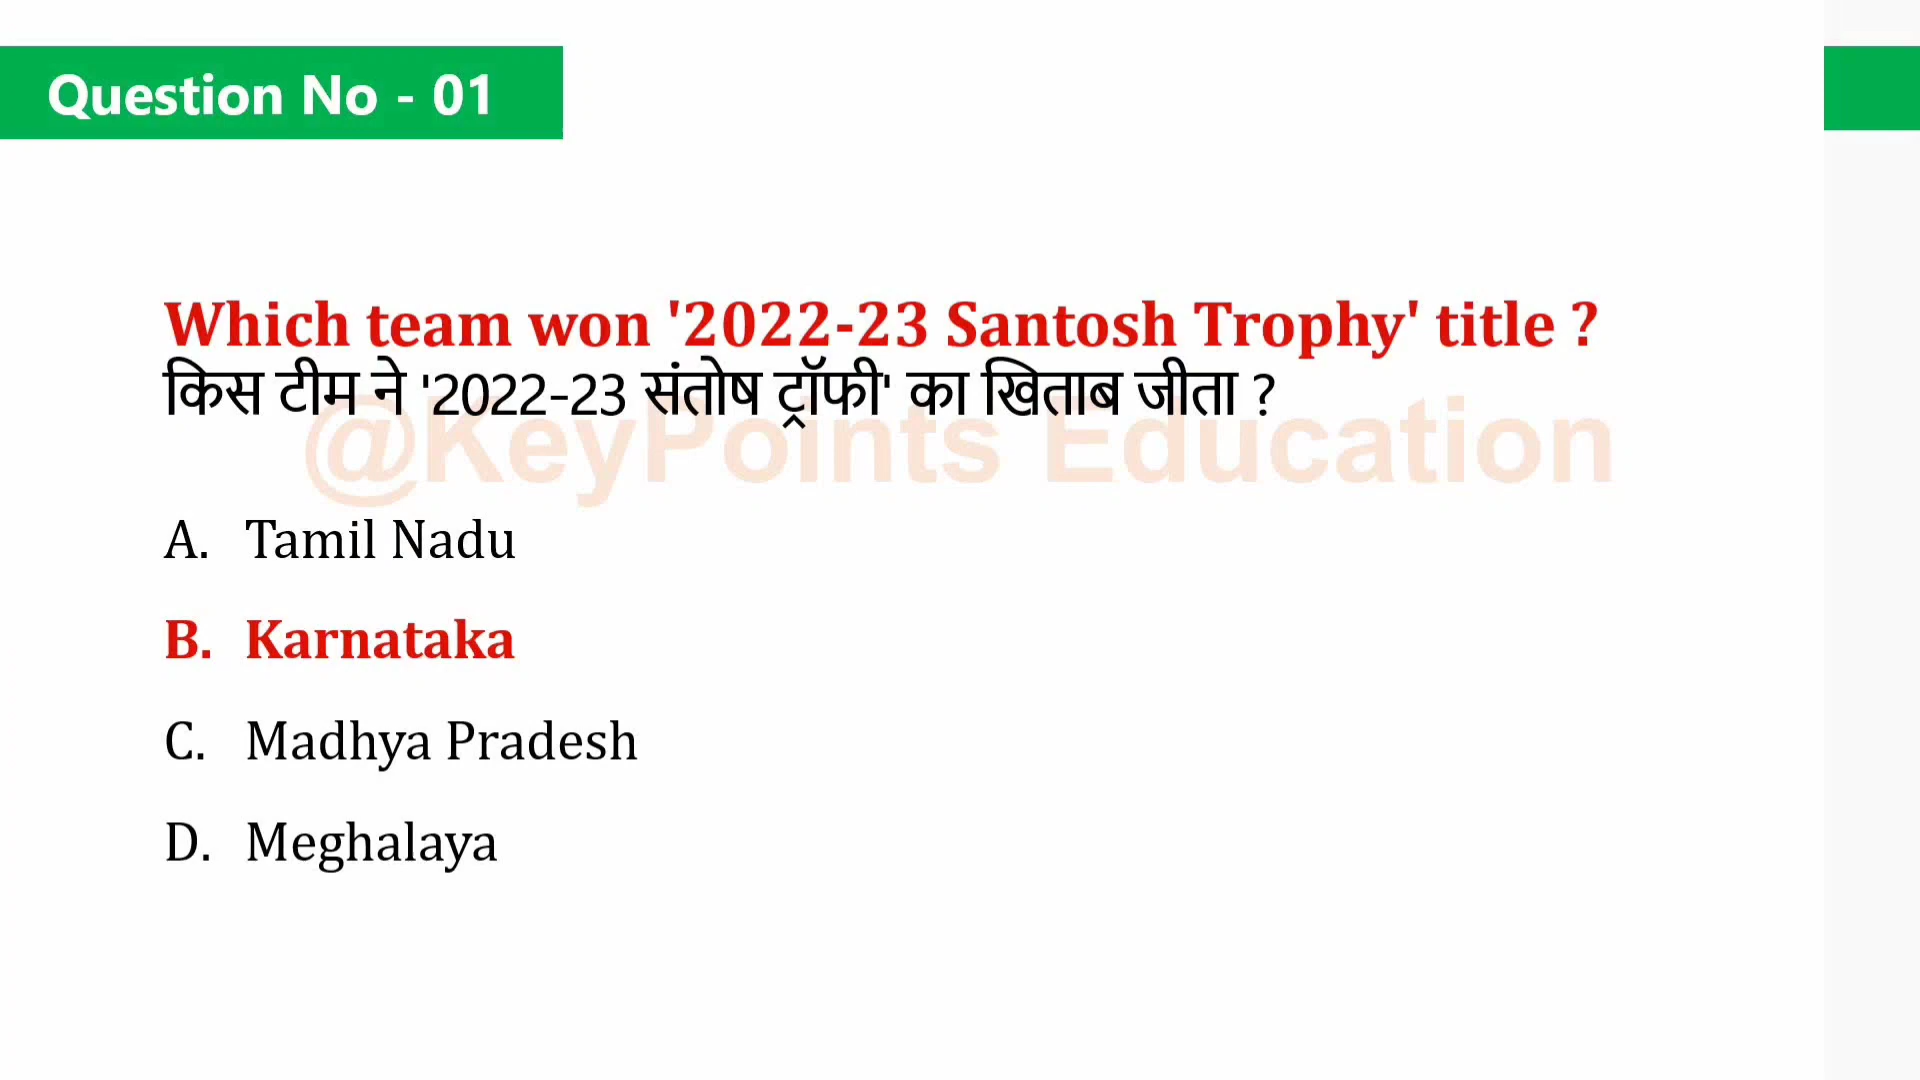 Question No - 01
Which team won '2022-23 Santosh Trophy' title ?
किस टीम ने '2022-23 संतोष ट्रॉफी' का खिताब जीता ?
@KeyPoints Education
A. Tamil Nadu
B. Karnataka
C. Madhya Pradesh
D. Meghalaya